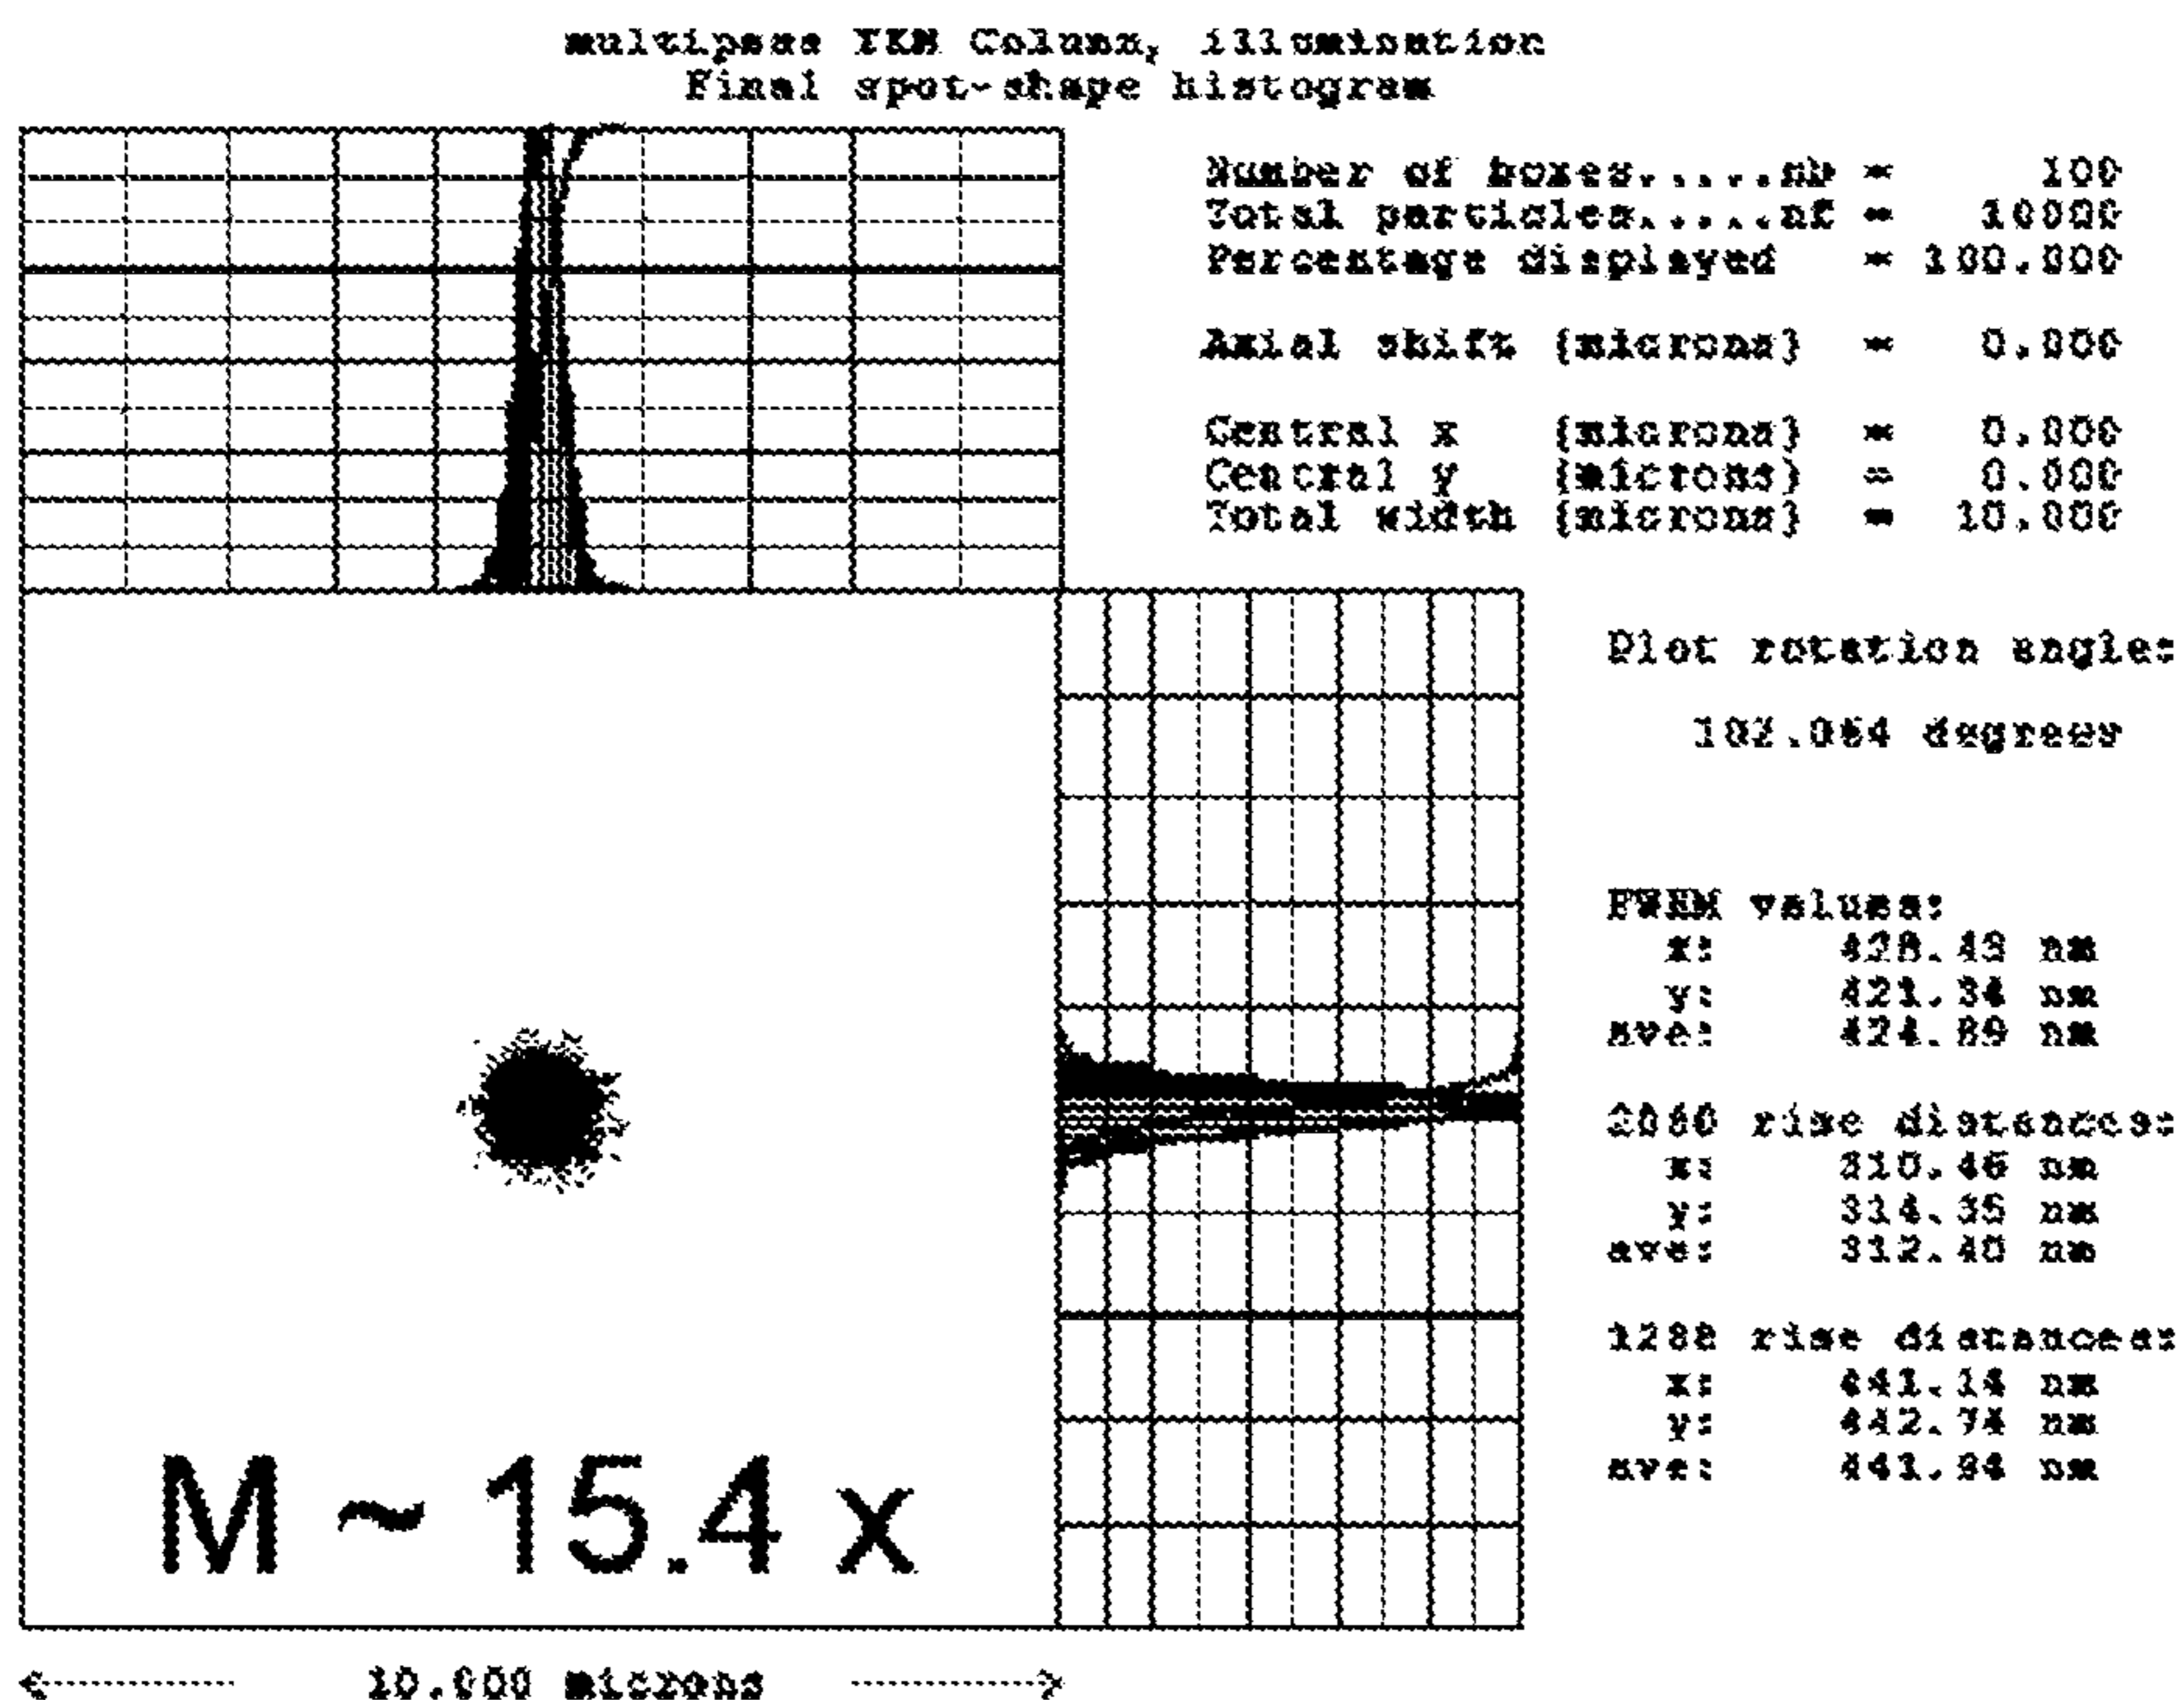 multipass TEM Column, illumination
Final spot-shape histogram
Number of boxes.....nb = 100
Total particles.....nf = 10000
Percentage displayed = 100.000
Axial shift (microns) = 0.000
Central x (microns) = 0.000
Central y (microns) = 0.000
Total width (microns) = 10.000
Plot rotation angle:
degrees
FWHM values:
x: 428.43 nm
y: 421.34 nm
ave: 424.89 nm
2080 rise distances:
x: 310.46 nm
y: 314.35 nm
ave: 312.40 nm
1288 rise distances:
x: 441.14 nm
y: 442.74 nm
ave: 441.94 nm
M ~ 15.4 x
10.000 microns